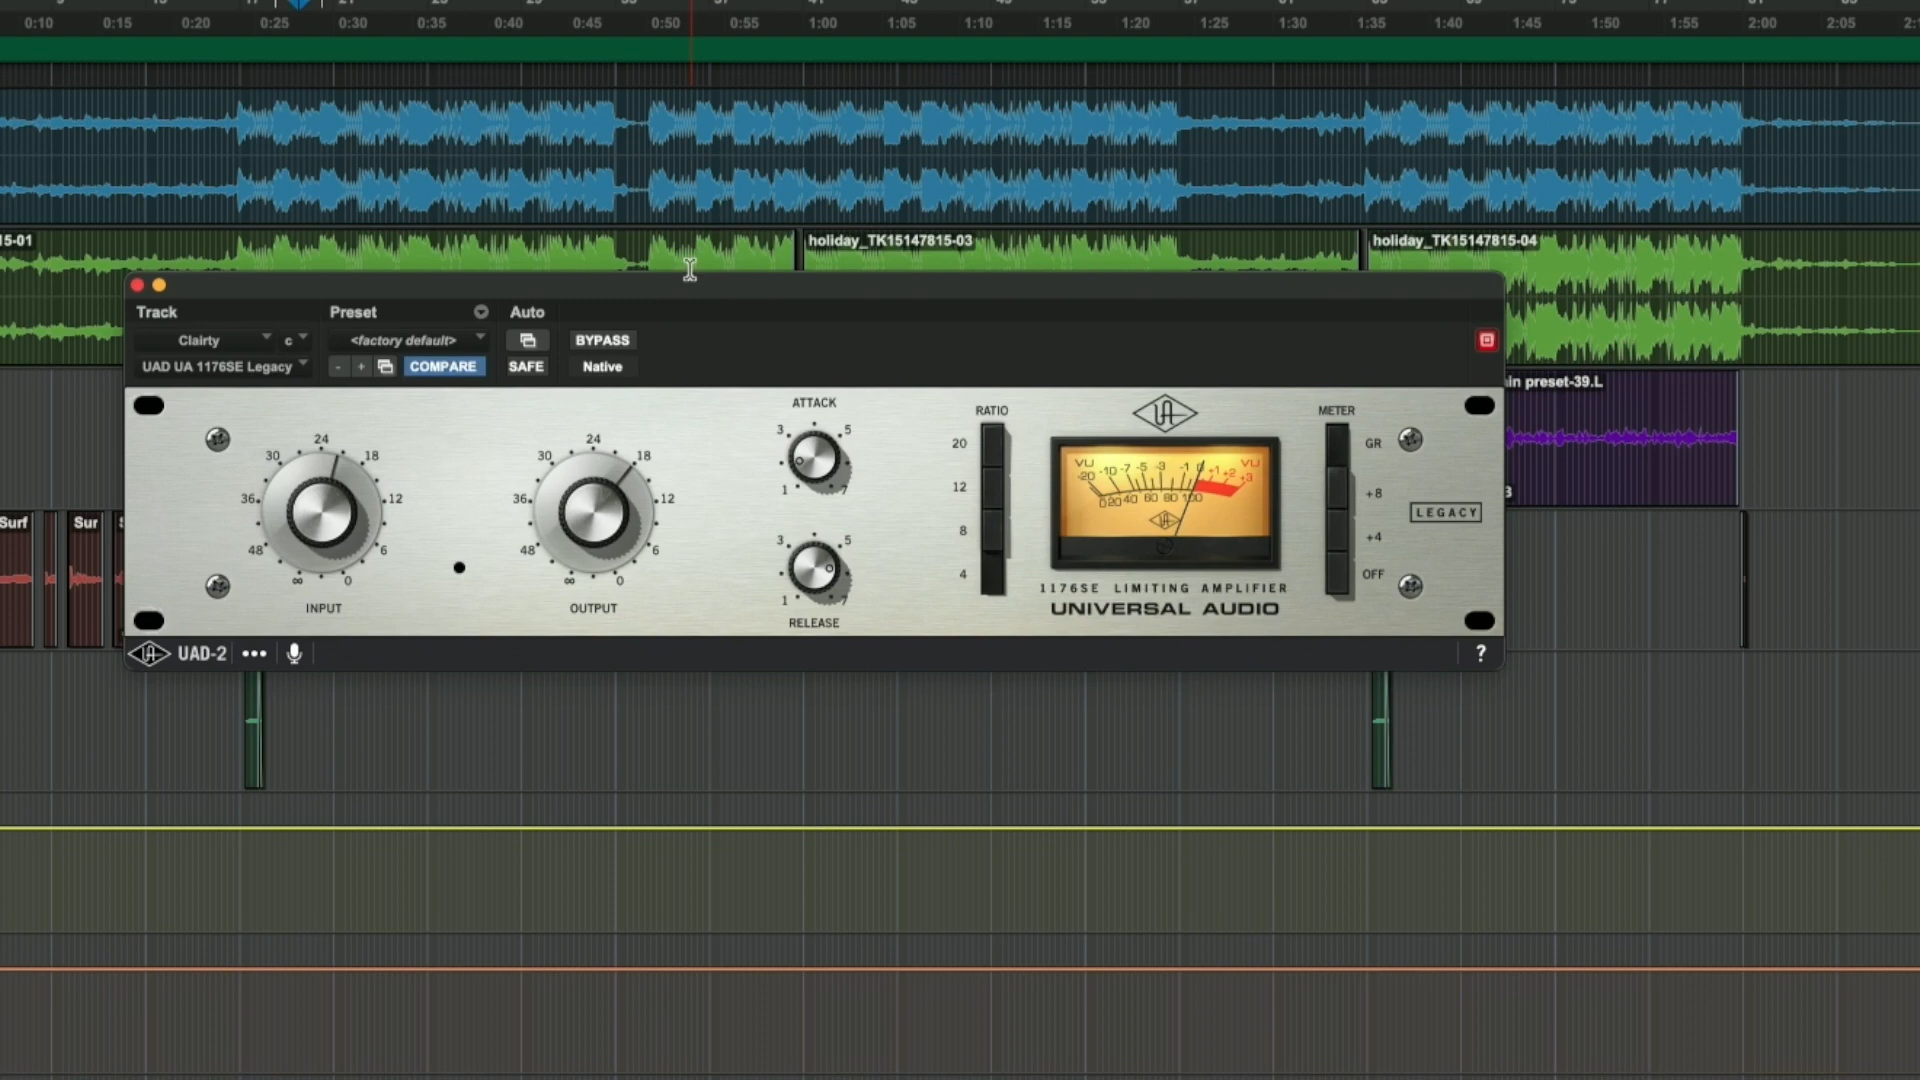 0:10 0:15 0:20 0:25 0:30 0:35 0:40 0:45 0:50 0:55 1:00 1:05 1:10 1:15 1:20 1:25 1:30 1:35 1:40 1:45 1:50 1:55 2:00 2:05
15-01 holiday_TK15147815-03 holiday_TK15147815-04
Track Preset Auto
Clairty c <factory default> BYPASS
UAD UA 1176SE Legacy - + COMPARE SAFE Native
in preset-39.L
Surf Sur
24
30 18
36 12
48 6
∞ 0
INPUT
24
30 18
36 12
48 6
∞ 0
OUTPUT
ATTACK
3 5
1 7
3 5
1 7
RELEASE
RATIO
20
12
8
4
UA
VU VU
-20 -10 -7 -5 -3 -1 0 +1 +2 +3
0 20 40 60 80 100
UA
1176SE LIMITING AMPLIFIER
UNIVERSAL AUDIO
METER
GR
+8
+4
OFF
LEGACY
UA UAD-2 ••• ?